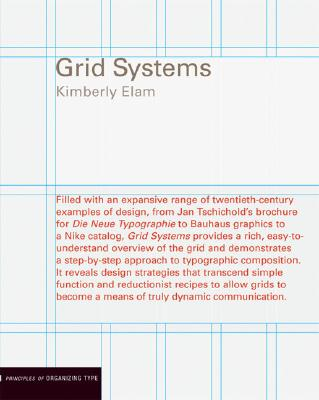 Grid Systems
Kimberly Elam
Filled with an expansive range of twentieth-century
examples of design, from Jan Tschichold's brochure
for Die Neue Typographie to Bauhaus graphics to
a Nike catalog, Grid Systems provides a rich, easy-to-
understand overview of the grid and demonstrates
a step-by-step approach to typographic composition.
It reveals design strategies that transcend simple
function and reductionist recipes to allow grids to
become a means of truly dynamic communication.
PRINCIPLES OF ORGANIZING TYPE